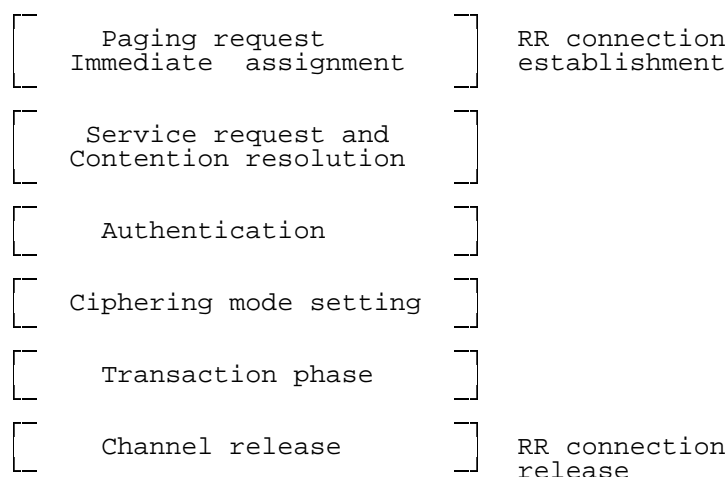 Paging request RR connection
Immediate assignment establishment
Service request and
Contention resolution
Authentication
Ciphering mode setting
Transaction phase
Channel release RR connection
release